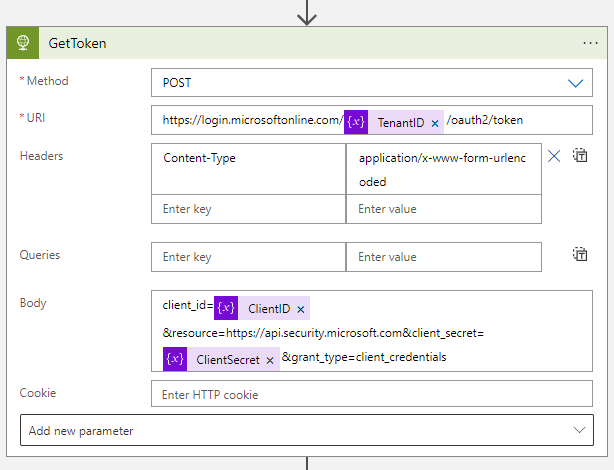 GetToken
* Method
POST
* URI
https://login.microsoftonline.com/ {x} TenantID × /oauth2/token
Headers
Content-Type
application/x-www-form-urlenc
oded
Enter key
Enter value
Queries
Enter key
Enter value
Body
client_id= {x} ClientID ×
&resource=https://api.security.microsoft.com&client_secret=
{x} ClientSecret × &grant_type=client_credentials
Cookie
Enter HTTP cookie
Add new parameter